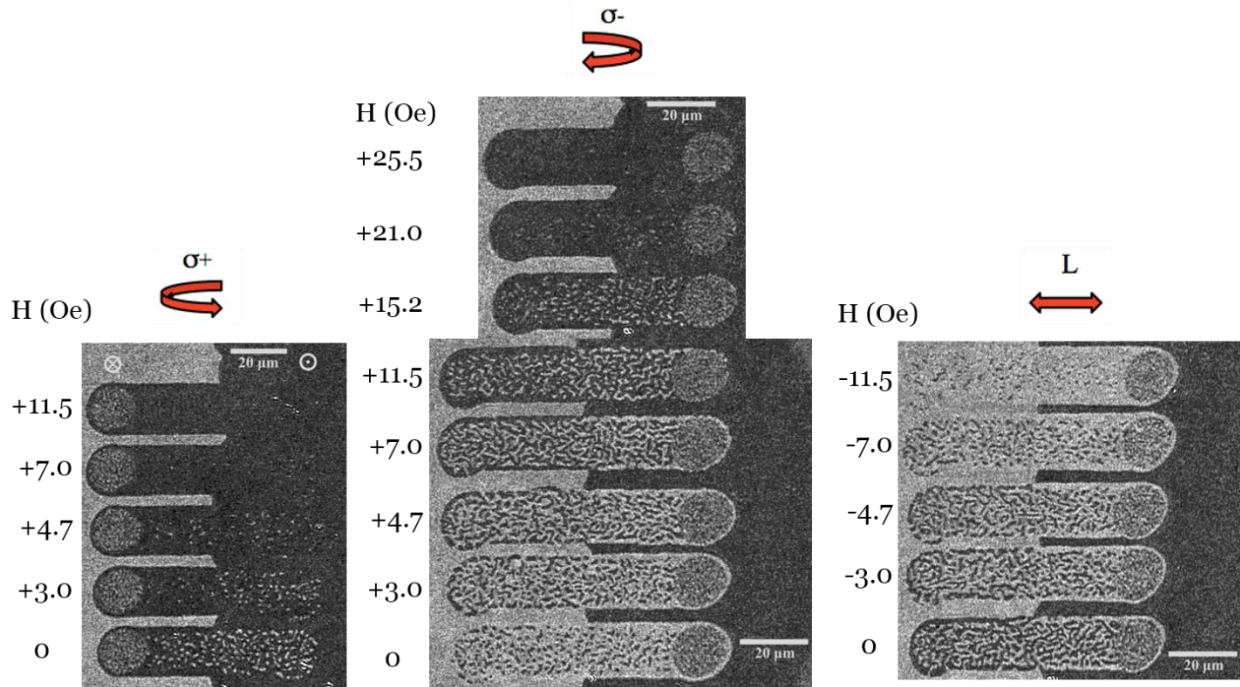 σ-
H (Oe)
20 µm
+25.5
+21.0
+15.2
+11.5
+7.0
+4.7
+3.0
0
20 µm
σ+
H (Oe)
20 µm
+11.5
+7.0
+4.7
+3.0
0
L
H (Oe)
-11.5
-7.0
-4.7
-3.0
0
20 µm